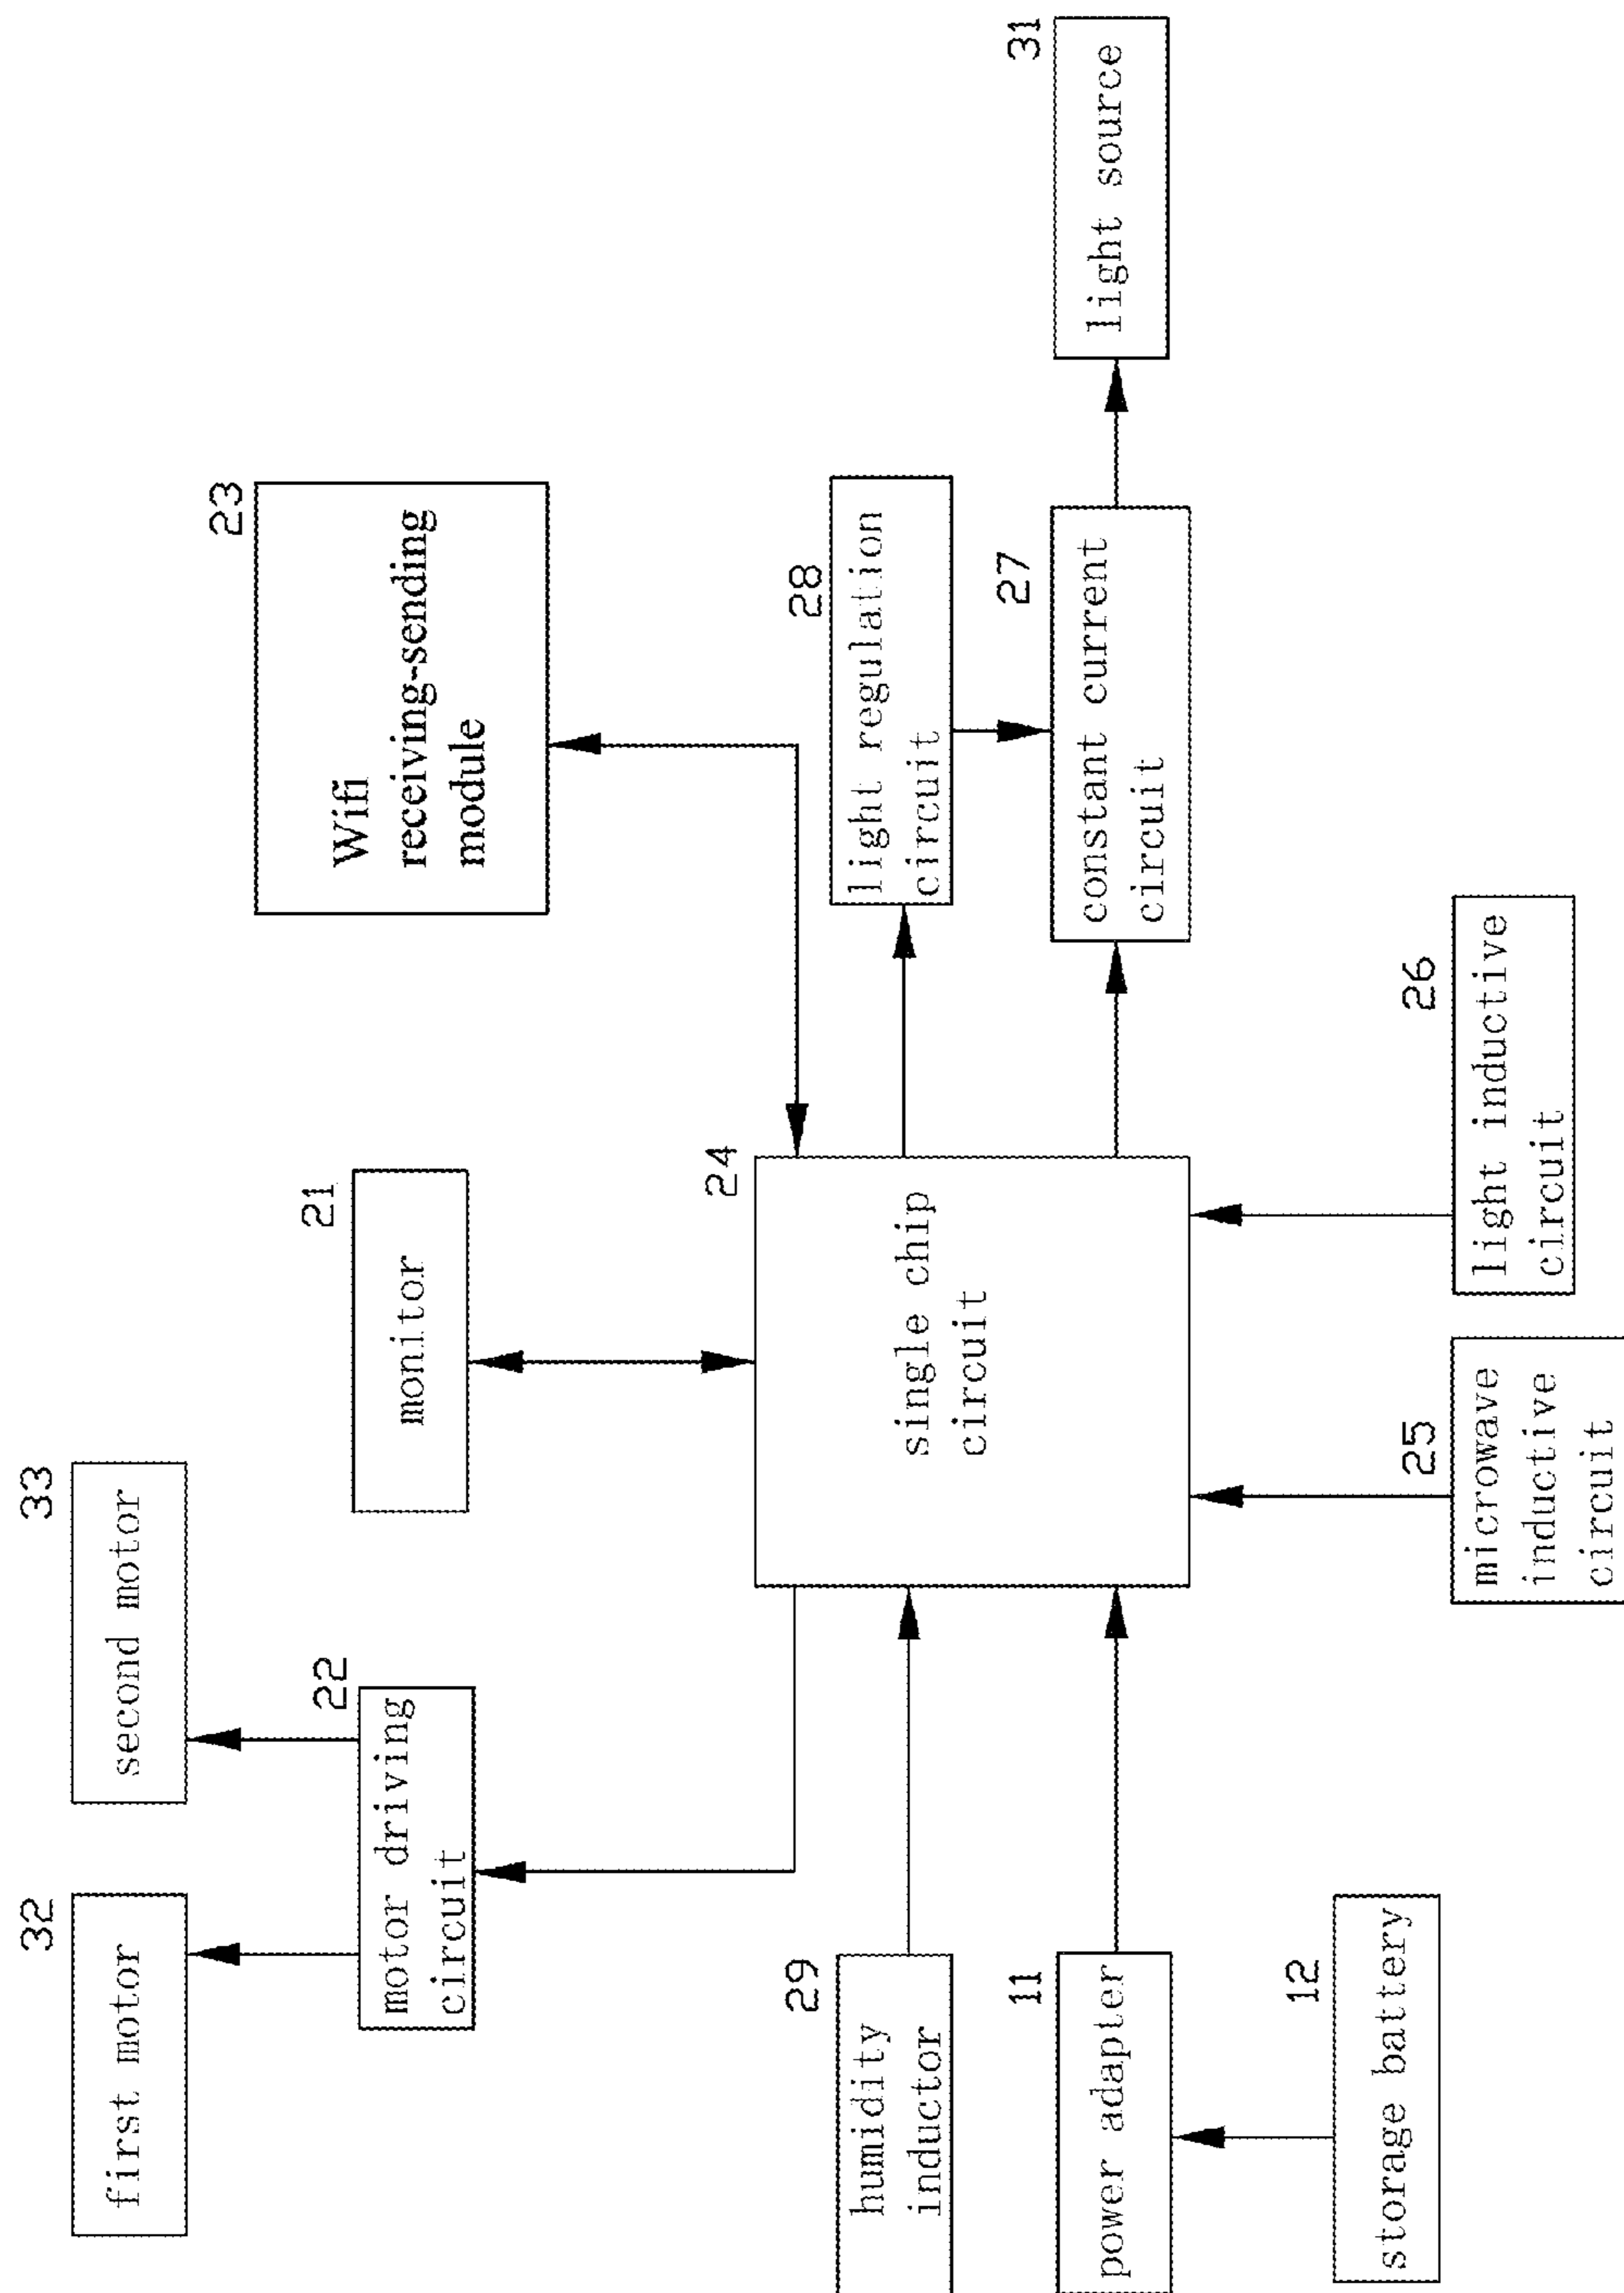 32
first motor
33
second motor
22
motor driving
circuit
21
monitor
23
Wifi
receiving-sending
module
29
humidity
inductor
24
single chip
circuit
28
light regulation
circuit
11
power adapter
27
constant current
circuit
31
light source
12
storage battery
25
microwave
inductive
circuit
26
light inductive
circuit